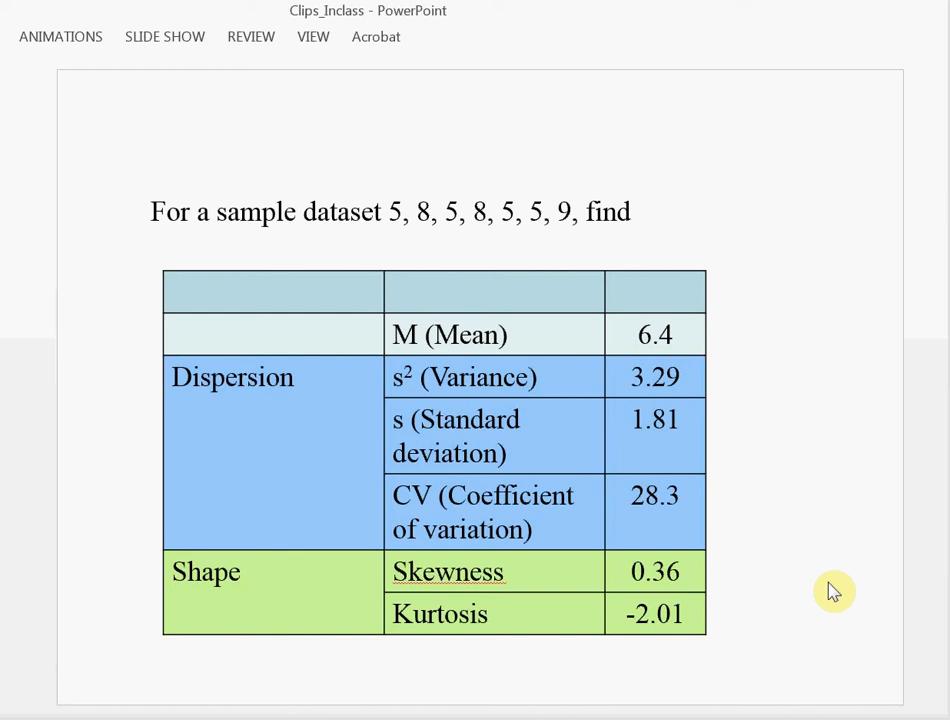 Clips_Inclass - PowerPoint
ANIMATIONS SLIDE SHOW REVIEW VIEW Acrobat
For a sample dataset 5, 8, 5, 8, 5, 5, 9, find
M (Mean) 6.4
Dispersion s² (Variance) 3.29
s (Standard 1.81
deviation)
CV (Coefficient 28.3
of variation)
Shape Skewness 0.36
Kurtosis -2.01